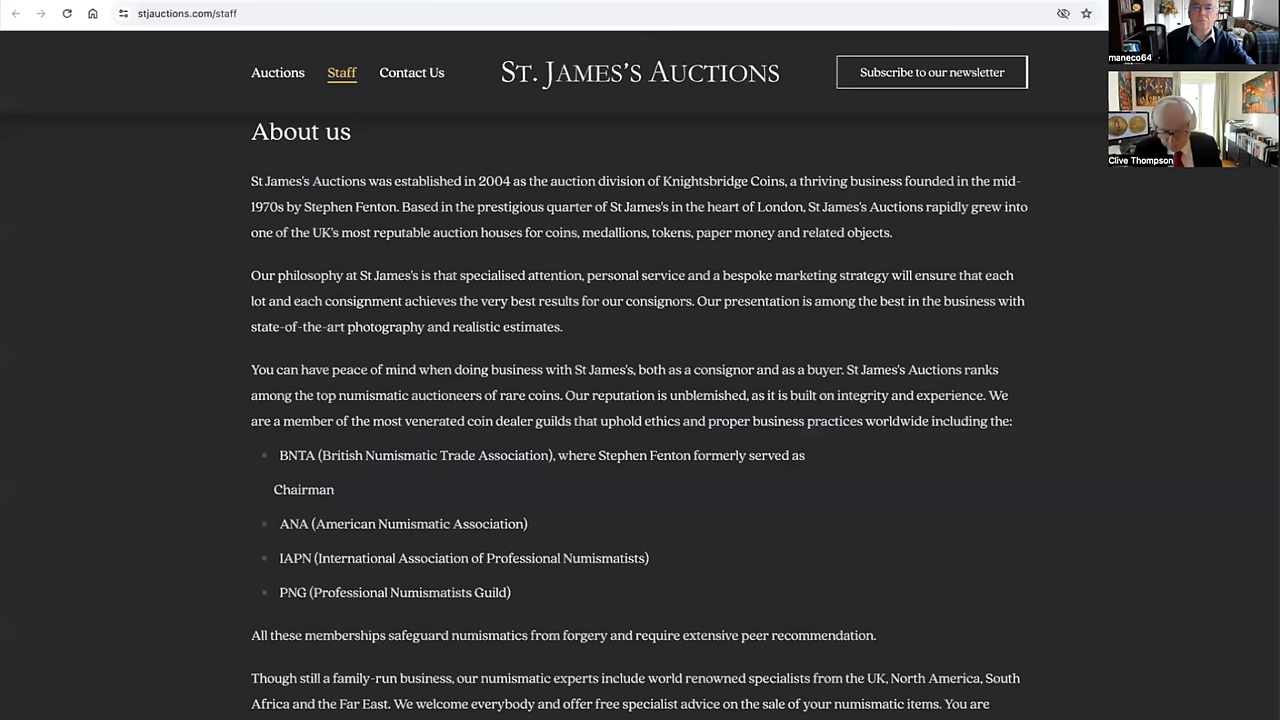 stjauctions.com/staff
Auctions
Staff
Contact Us
ST. JAMES'S AUCTIONS
Subscribe to our newsletter
maneco64
Clive Thompson
About us
St James's Auctions was established in 2004 as the auction division of Knightsbridge Coins, a thriving business founded in the mid-
1970s by Stephen Fenton. Based in the prestigious quarter of St James's in the heart of London, St James's Auctions rapidly grew into
one of the UK's most reputable auction houses for coins, medallions, tokens, paper money and related objects.
Our philosophy at St James's is that specialised attention, personal service and a bespoke marketing strategy will ensure that each
lot and each consignment achieves the very best results for our consignors. Our presentation is among the best in the business with
state-of-the-art photography and realistic estimates.
You can have peace of mind when doing business with St James's, both as a consignor and as a buyer. St James's Auctions ranks
among the top numismatic auctioneers of rare coins. Our reputation is unblemished, as it is built on integrity and experience. We
are a member of the most venerated coin dealer guilds that uphold ethics and proper business practices worldwide including the:
BNTA (British Numismatic Trade Association), where Stephen Fenton formerly served as
Chairman
ANA (American Numismatic Association)
IAPN (International Association of Professional Numismatists)
PNG (Professional Numismatists Guild)
All these memberships safeguard numismatics from forgery and require extensive peer recommendation.
Though still a family-run business, our numismatic experts include world renowned specialists from the UK, North America, South
Africa and the Far East. We welcome everybody and offer free specialist advice on the sale of your numismatic items. You are